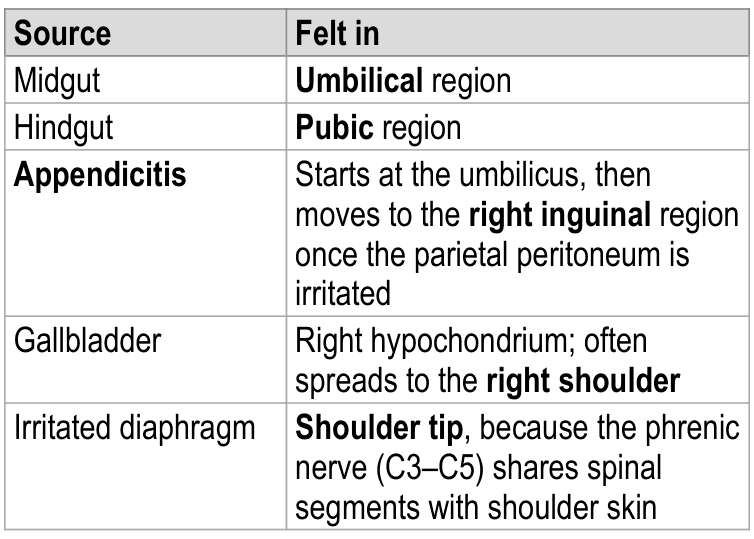 Source Felt in
Midgut Umbilical region
Hindgut Pubic region
Appendicitis Starts at the umbilicus, then
moves to the right inguinal region
once the parietal peritoneum is
irritated
Gallbladder Right hypochondrium; often
spreads to the right shoulder
Irritated diaphragm Shoulder tip, because the phrenic
nerve (C3–C5) shares spinal
segments with shoulder skin